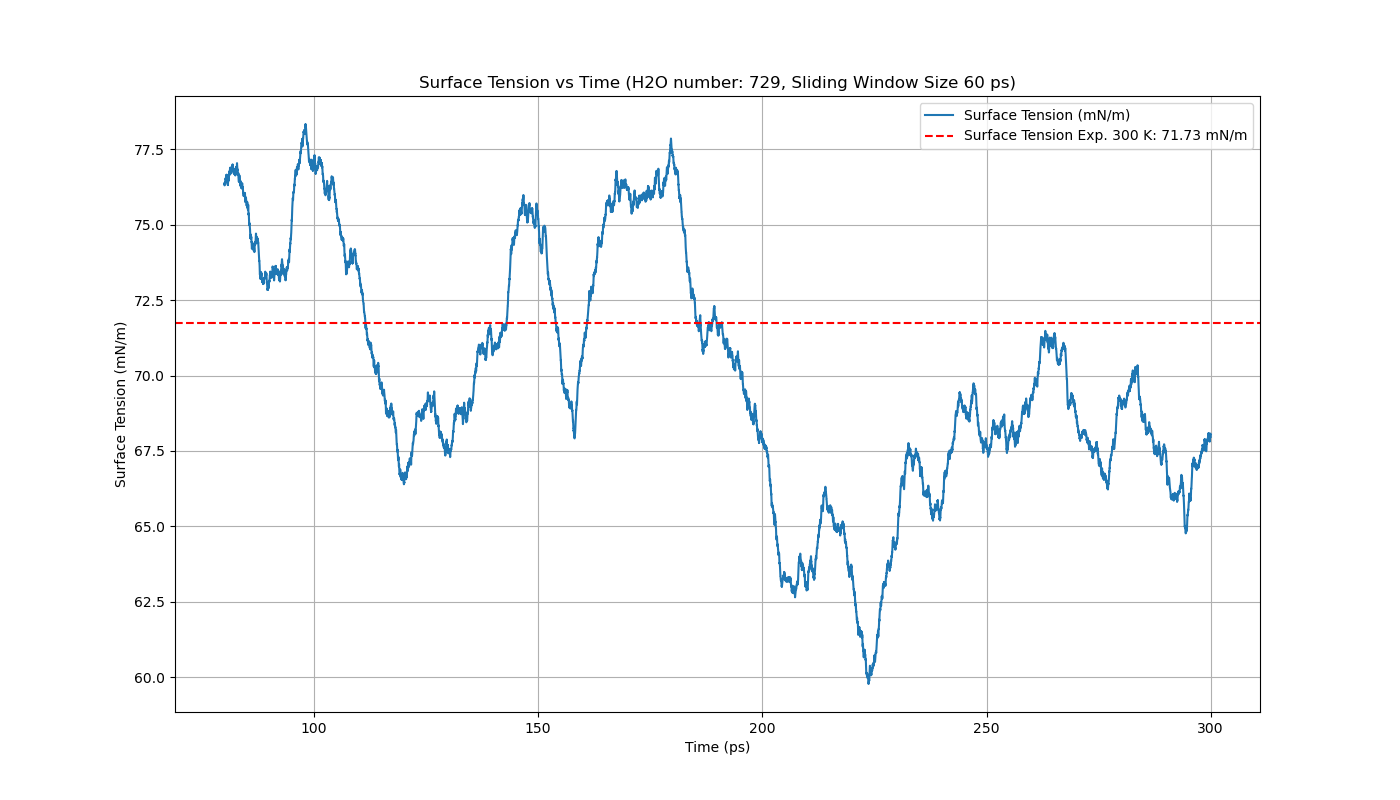 Surface Tension vs Time (H2O number: 729, Sliding Window Size 60 ps)
Surface Tension (mN/m)
Surface Tension Exp. 300 K: 71.73 mN/m
77.5
75.0
72.5
70.0
67.5
65.0
62.5
60.0
Surface Tension (mN/m)
100
150
200
250
300
Time (ps)